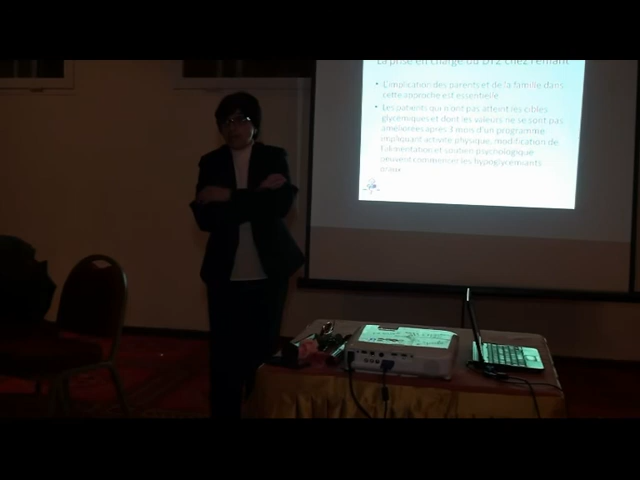 La prise en charge du DT2 chez l'enfant
• L'implication des parents et de la famille dans
cette approche est essentielle
• Les patients qui n'ont pas atteint les cibles
glycémiques et dont les valeurs ne se sont pas
améliorées après 3 mois d'un programme
impliquant activité physique, modification de
l'alimentation et soutien psychologique
peuvent commencer les hypoglycémiants
oraux.